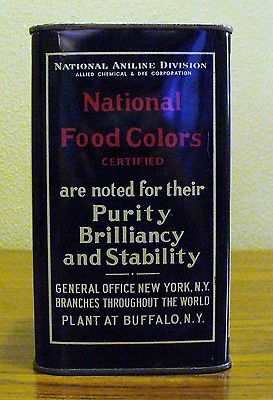 NATIONAL ANILINE DIVISION
ALLIED CHEMICAL & DYE CORPORATION
National
Food Colors
CERTIFIED
are noted for their
Purity
Brilliancy
and Stability
GENERAL OFFICE NEW YORK, N.Y.
BRANCHES THROUGHOUT THE WORLD
PLANT AT BUFFALO, N.Y.